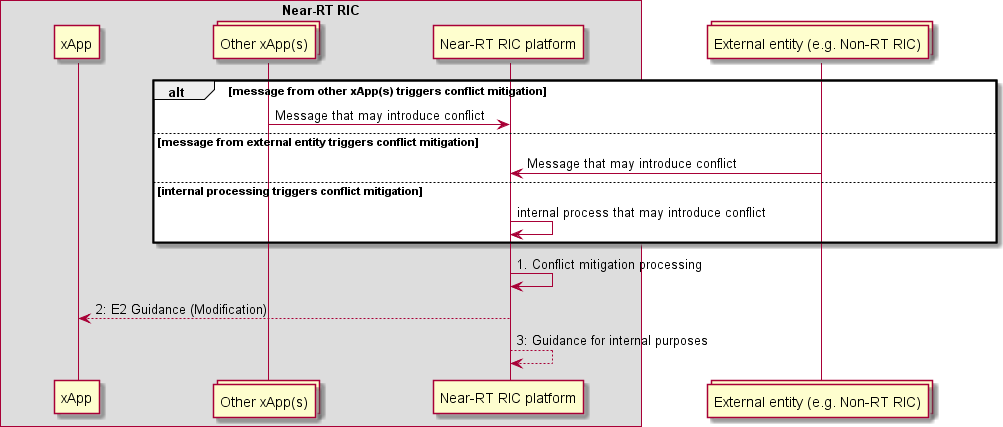 Near-RT RIC
xApp
Other xApp(s)
Near-RT RIC platform
External entity (e.g. Non-RT RIC)
alt
[message from other xApp(s) triggers conflict mitigation]
Message that may introduce conflict
[message from external entity triggers conflict mitigation]
Message that may introduce conflict
[internal processing triggers conflict mitigation]
internal process that may introduce conflict
1. Conflict mitigation processing
2: E2 Guidance (Modification)
3: Guidance for internal purposes
xApp
Other xApp(s)
Near-RT RIC platform
External entity (e.g. Non-RT RIC)